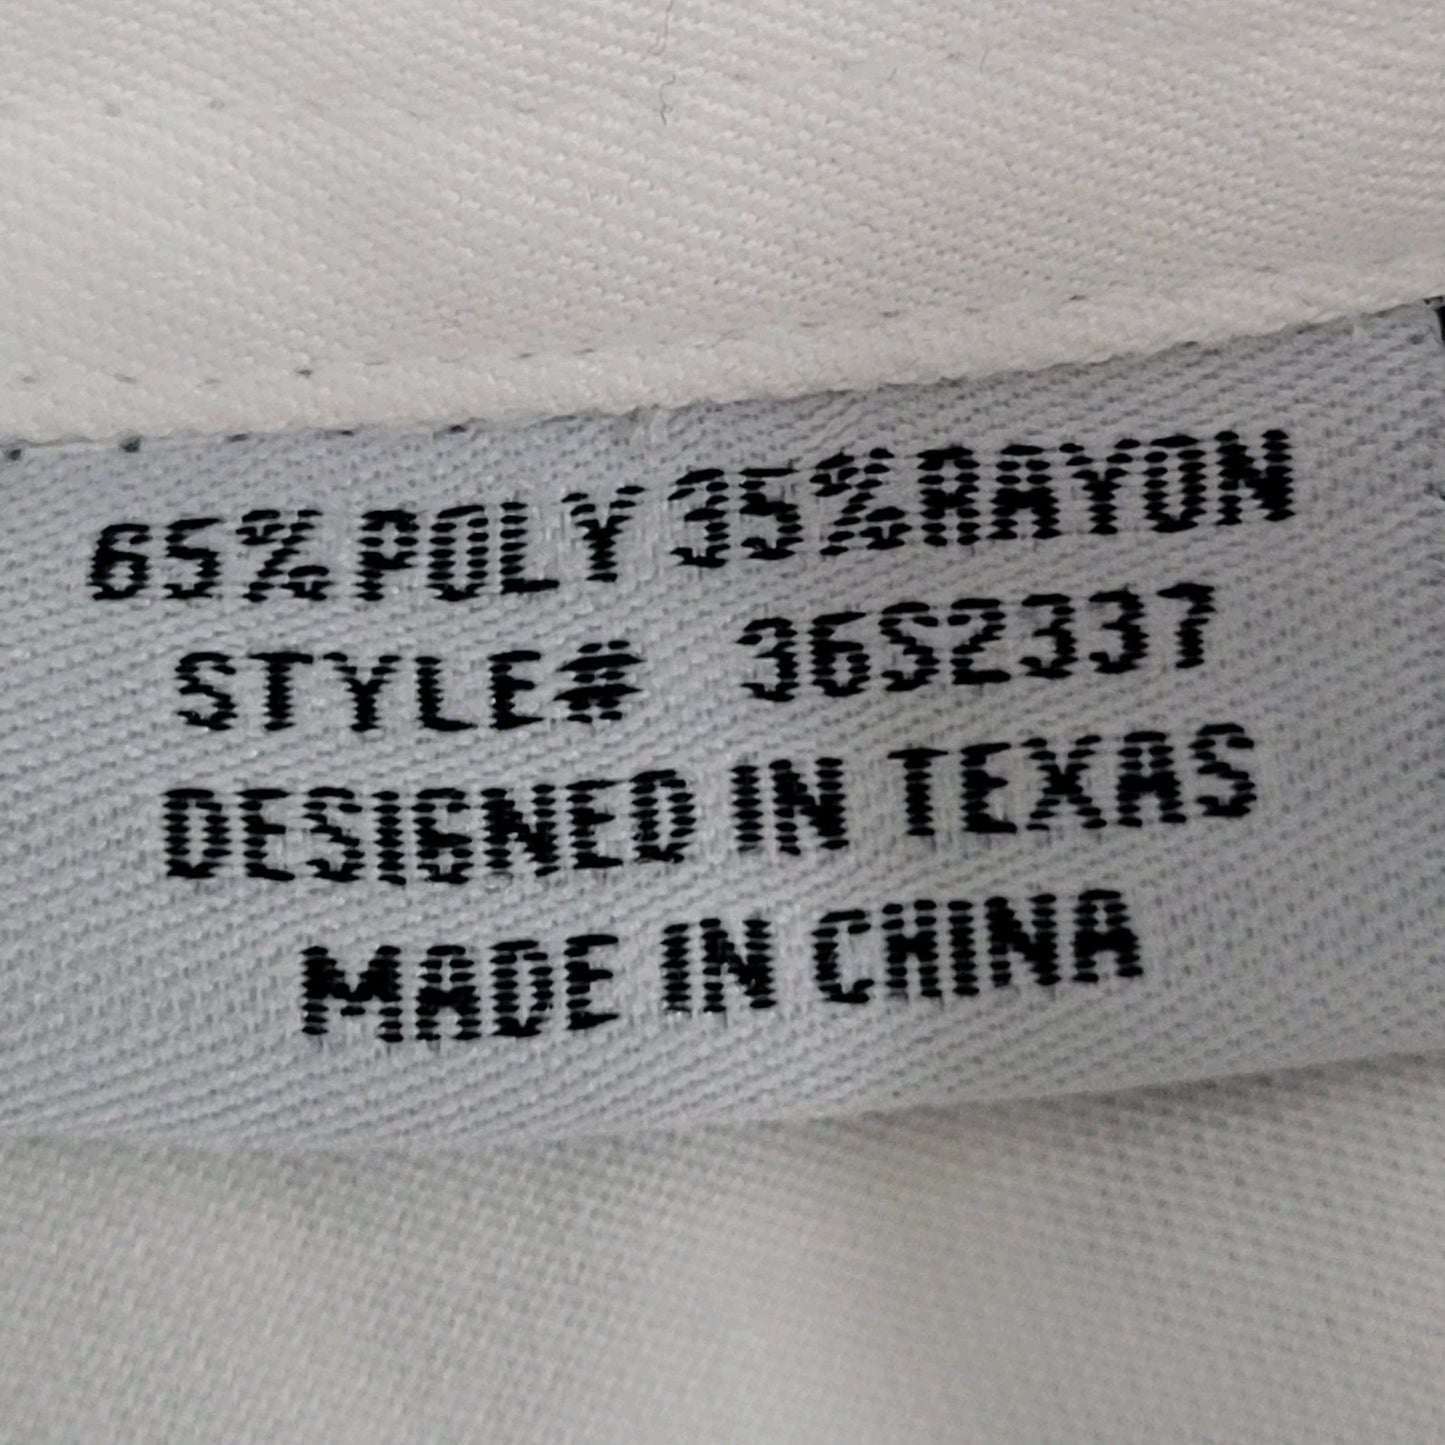 65% POLY 35% RAYON
STYLE# 36S2337
DESIGNED IN TEXAS
MADE IN CHINA